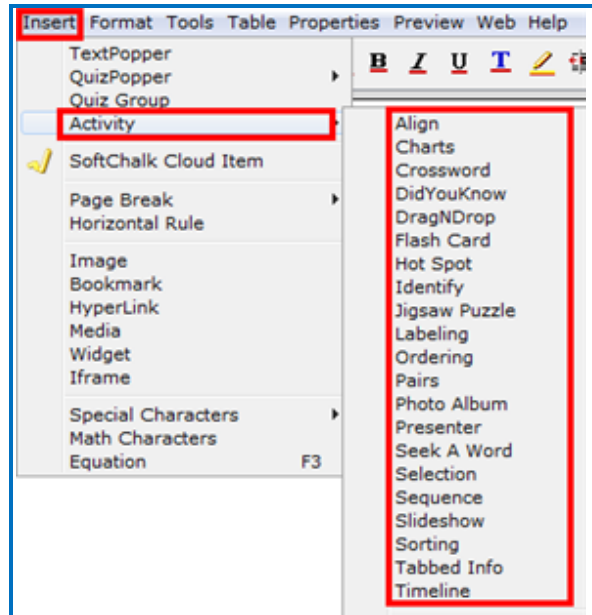 Insert Format Tools Table Properties Preview Web Help
B I U T
TextPopper
QuizPopper
Quiz Group
Activity
SoftChalk Cloud Item
Page Break
Horizontal Rule
Image
Bookmark
HyperLink
Media
Widget
Iframe
Special Characters
Math Characters
Equation F3
Align
Charts
Crossword
DidYouKnow
DragNDrop
Flash Card
Hot Spot
Identify
Jigsaw Puzzle
Labeling
Ordering
Pairs
Photo Album
Presenter
Seek A Word
Selection
Sequence
Slideshow
Sorting
Tabbed Info
Timeline